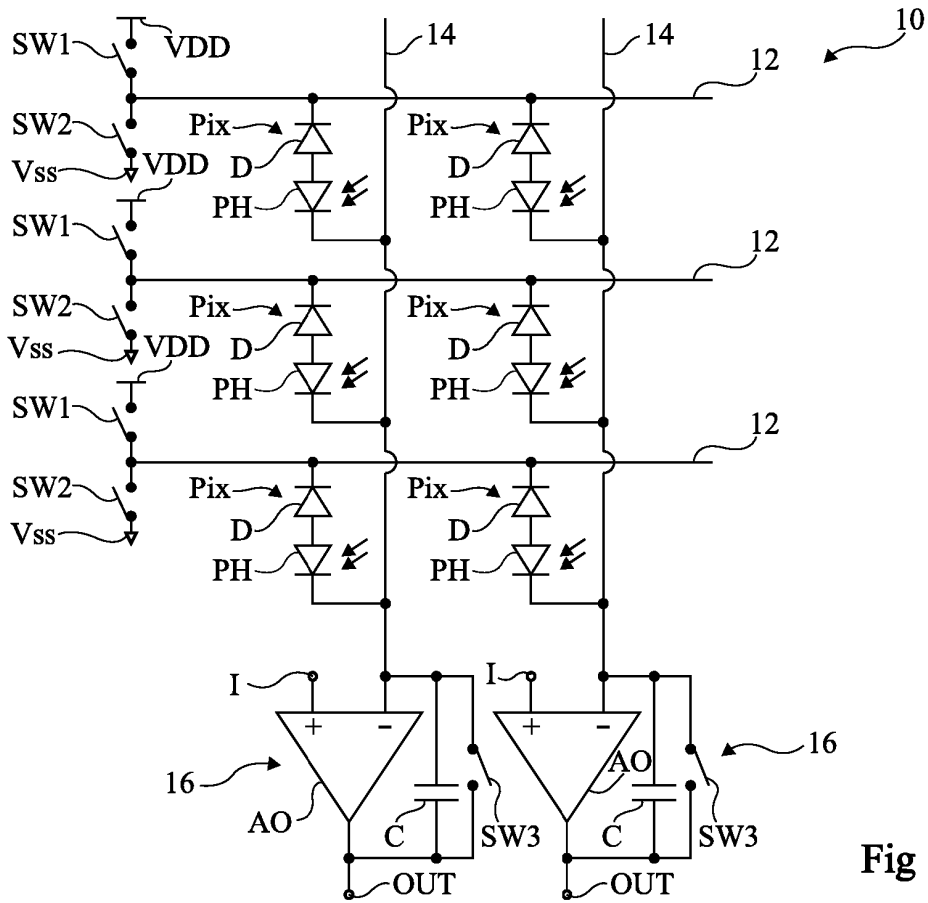 SW1 VDD 14 14 10
12
SW2 Pix Pix
VDD D D
Vss
PH PH
SW1
12
SW2 Pix Pix
VDD D D
Vss
PH PH
SW1
12
SW2 Pix Pix
D D
Vss
PH PH
I I
+ - + -
16 AO 16
AO C SW3 C SW3
OUT OUT Fig